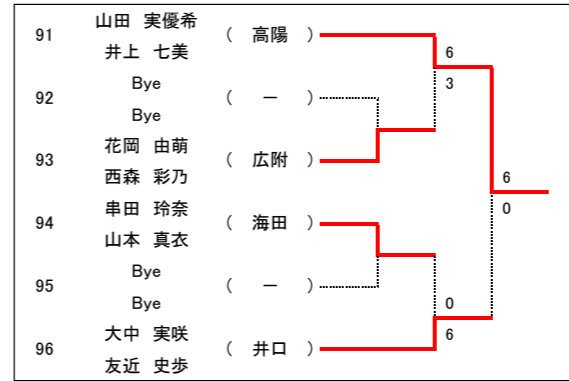 山田 実優希
91 ( 高陽 )
井上 七美
6
Bye
3
92 ( ー )
Bye
花岡 由萌
93 ( 広附 )
西森 彩乃
6
串田 玲奈
0
94 ( 海田 )
山本 真衣
Bye
95 ( ー )
Bye
0
大中 実咲
6
96 ( 井口 )
友近 史歩